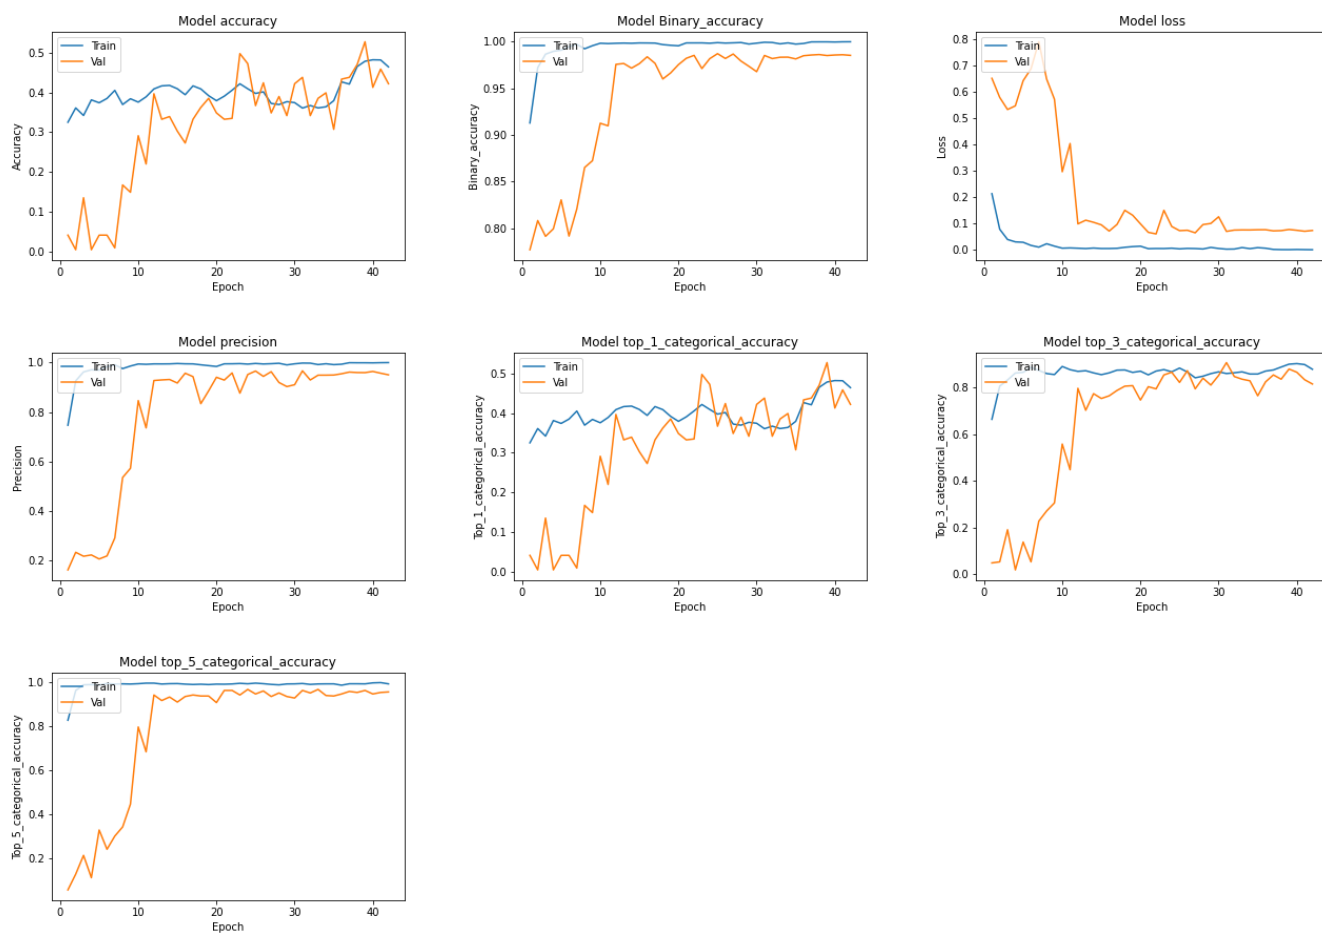 Model accuracy
Train
Val
Accuracy
0.5
0.4
0.3
0.2
0.1
0.0
0 10 20 30 40
Epoch
Model Binary_accuracy
Train
Val
Binary_accuracy
1.00
0.95
0.90
0.85
0.80
0 10 20 30 40
Epoch
Model loss
Train
Val
Loss
0.8
0.7
0.6
0.5
0.4
0.3
0.2
0.1
0.0
0 10 20 30 40
Epoch
Model precision
Train
Val
Precision
1.0
0.8
0.6
0.4
0.2
0 10 20 30 40
Epoch
Model top_1_categorical_accuracy
Train
Val
Top_1_categorical_accuracy
0.5
0.4
0.3
0.2
0.1
0.0
0 10 20 30 40
Epoch
Model top_3_categorical_accuracy
Train
Val
Top_3_categorical_accuracy
0.8
0.6
0.4
0.2
0.0
0 10 20 30 40
Epoch
Model top_5_categorical_accuracy
Train
Val
Top_5_categorical_accuracy
1.0
0.8
0.6
0.4
0.2
0 10 20 30 40
Epoch